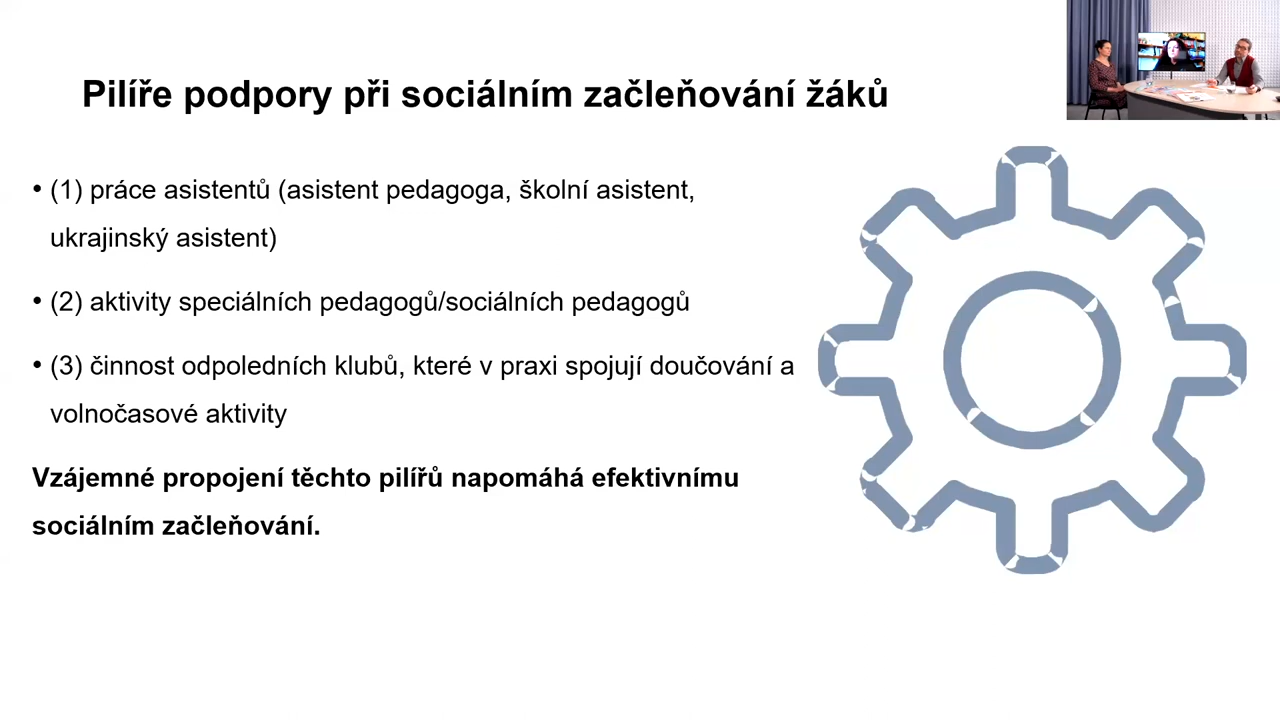 Pilíře podpory při sociálním začleňování žáků
• (1) práce asistentů (asistent pedagoga, školní asistent,
ukrajinský asistent)
• (2) aktivity speciálních pedagogů/sociálních pedagogů
• (3) činnost odpoledních klubů, které v praxi spojují doučování a
volnočasové aktivity
Vzájemné propojení těchto pilířů napomáhá efektivnímu
sociálním začleňování.